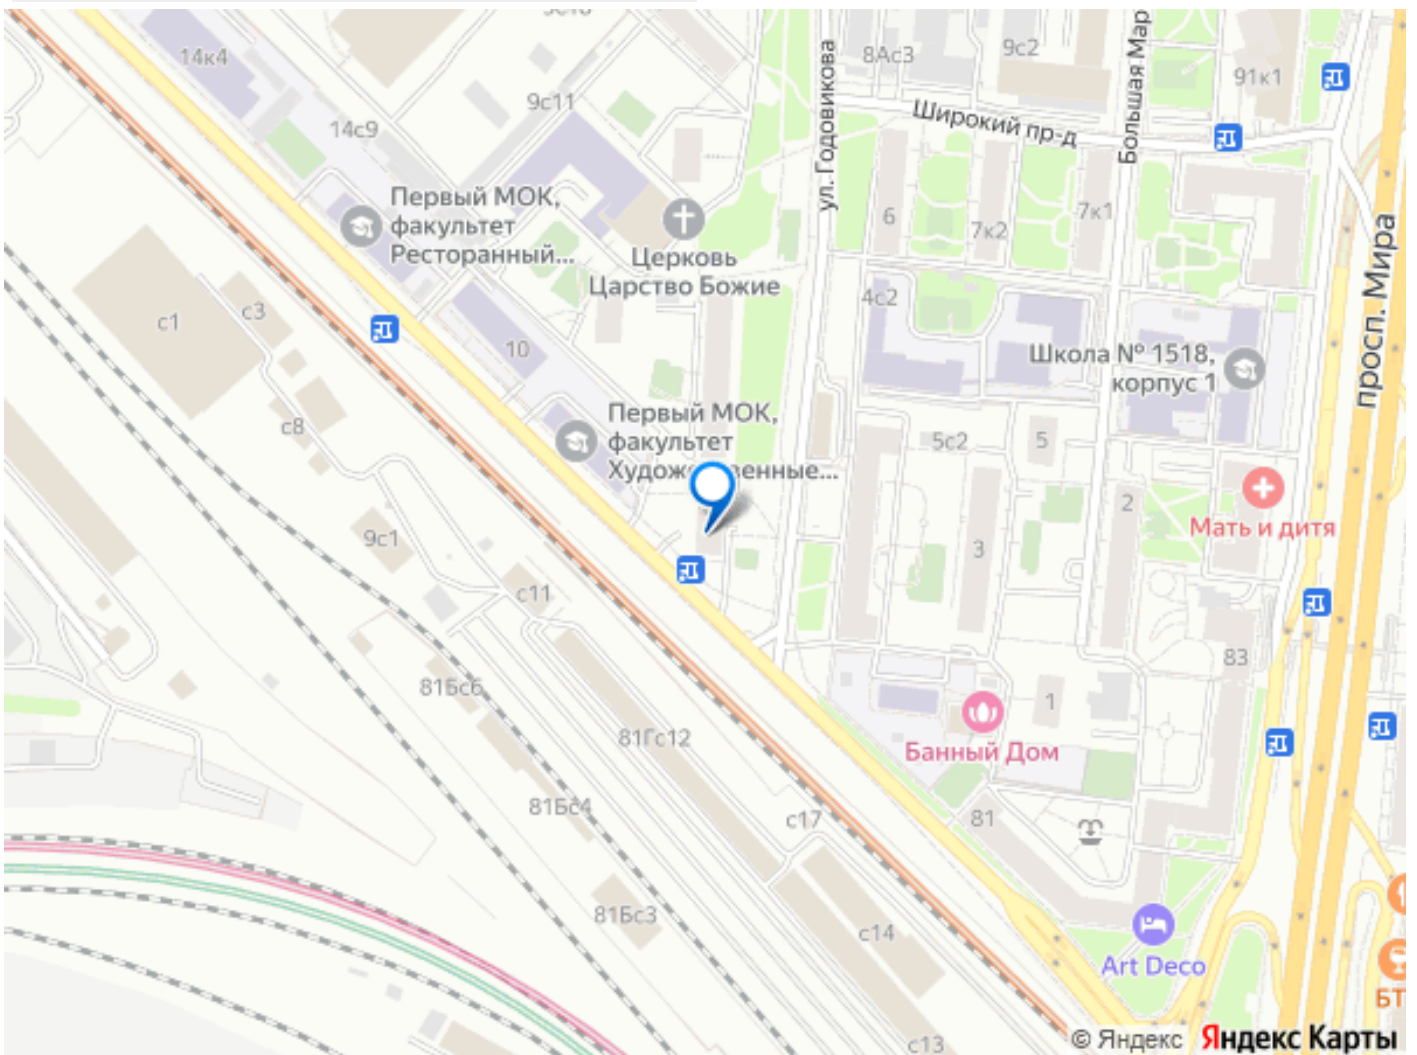 14к4
8Ас3
9с2
91к1
Большая Мар
9с11
14с9
ул. Годовикова
Широкий пр-д
Первый МОК,
факультет
Ресторанный...
Церковь
Царство Божие
6
7к2
7к1
просп. Мира
с1
с3
10
4с2
Школа № 1518,
корпус 1
с8
Первый МОК,
факультет
5с2
5
9с1
3
2
Мать и дитя
с11
81Бс6
81Гс12
83
1
Банный Дом
81Бс4
с17
81
81Бс3
с14
Art Deco
БТ
с13
© Яндекс Яндекс Карты